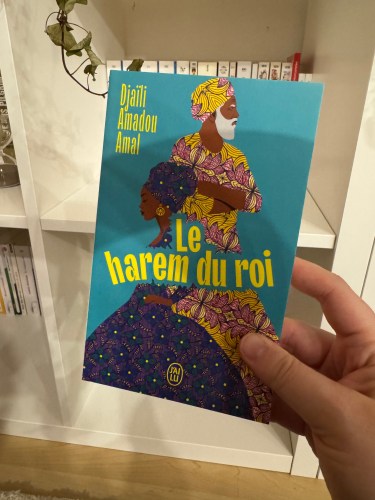 Djaïli
Amadou
Amal
Le
harem du roi
J'AI
LU